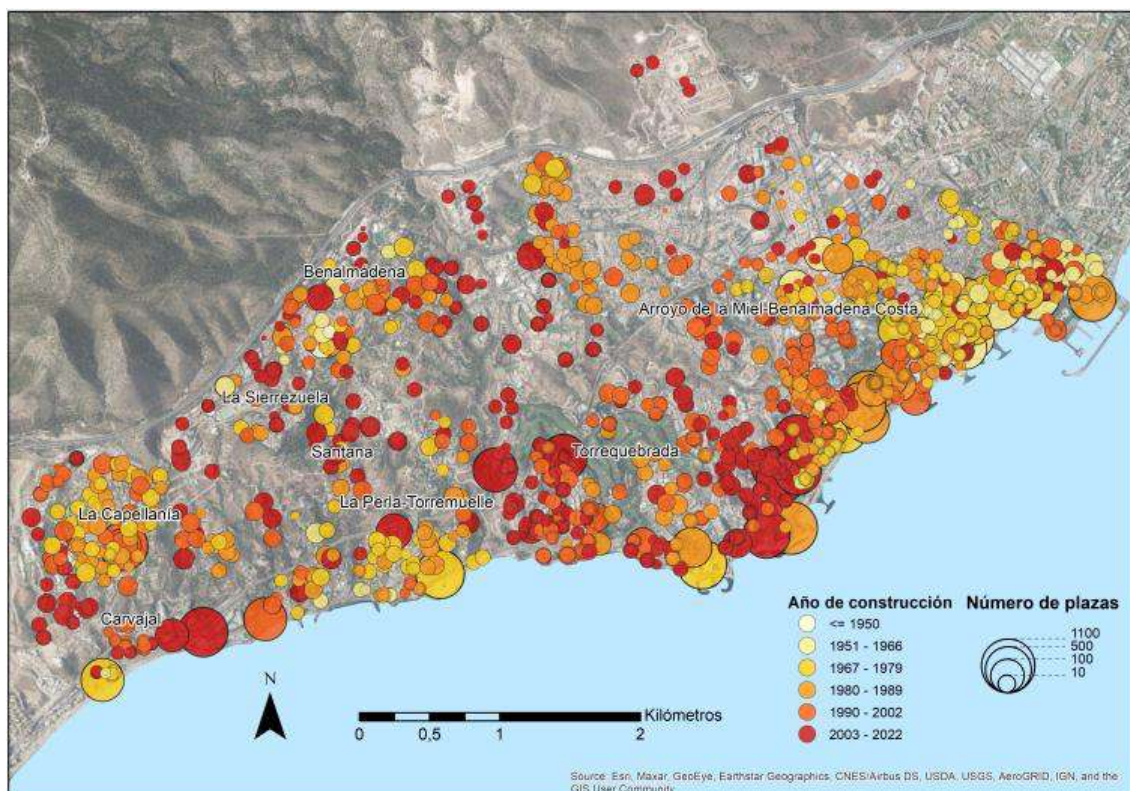 Benalmadena
Arroyo de la Miel-Benalmadena Costa
La Sierrezuela
Santana
Torrequebrada
La Perla-Torremuelle
La Capellanía
Carvajal
Año de construcción
<= 1950
1951 - 1966
1967 - 1979
1980 - 1989
1990 - 2002
2003 - 2022
Número de plazas
1100
500
100
10
N
Kilómetros
0 0,5 1 2
Source: Esri, Maxar, GeoEye, Earthstar Geographics, CNES/Airbus DS, USDA, USGS, AeroGRID, IGN, and the
GIS User Community